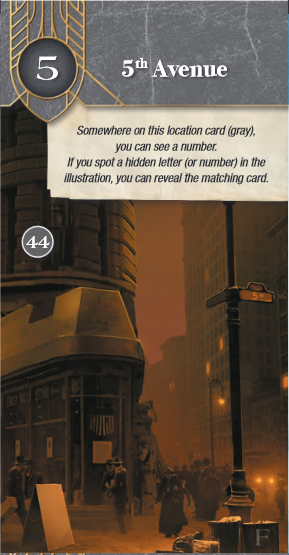 5
5th Avenue
Somewhere on this location card (gray),
you can see a number.
If you spot a hidden letter (or number) in the
illustration, you can reveal the matching card.
44
F